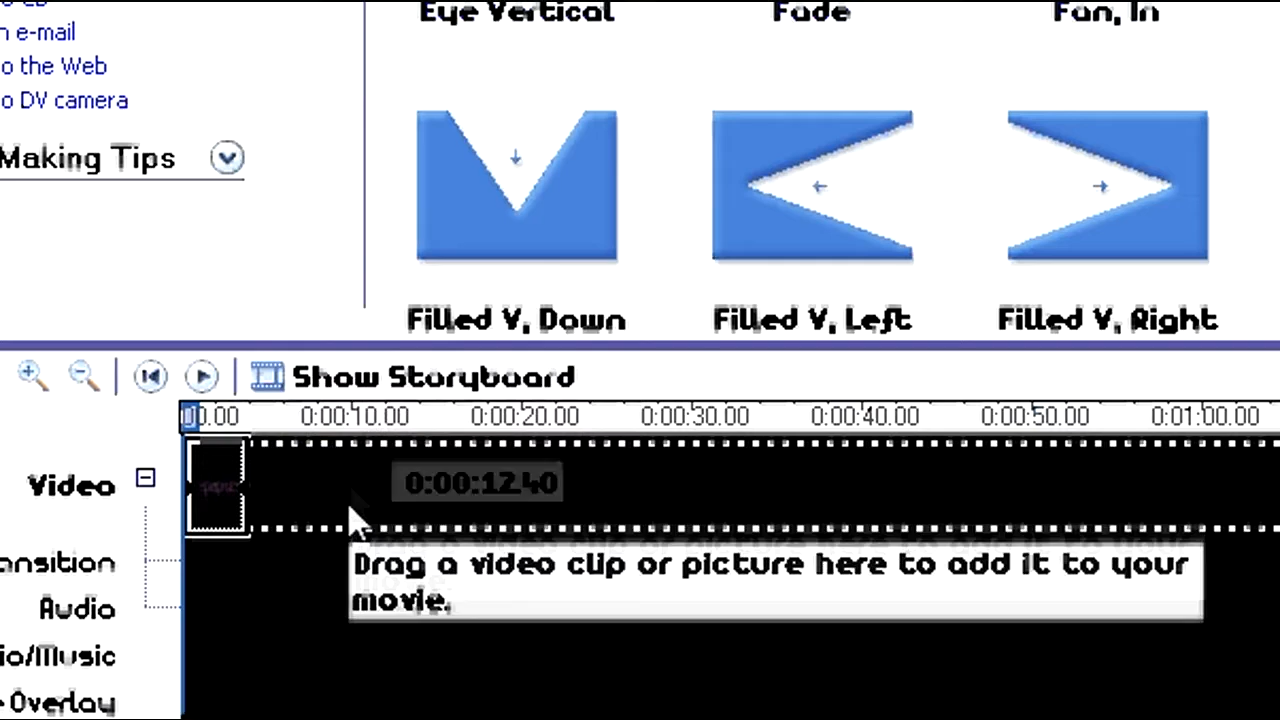 n e-mail
o the Web
o DV camera
Making Tips
Eye Vertical
Fade
Fan, In
Filled V, Down
Filled V, Left
Filled V, Right
Show Storyboard
0.00
0:00:10.00
0:00:20.00
0:00:30.00
0:00:40.00
0:00:50.00
0:01:00.00
Video
0:00:12.40
Drag a video clip or picture here to add it to your
movie.
ansition
Audio
io/Music
Overlay